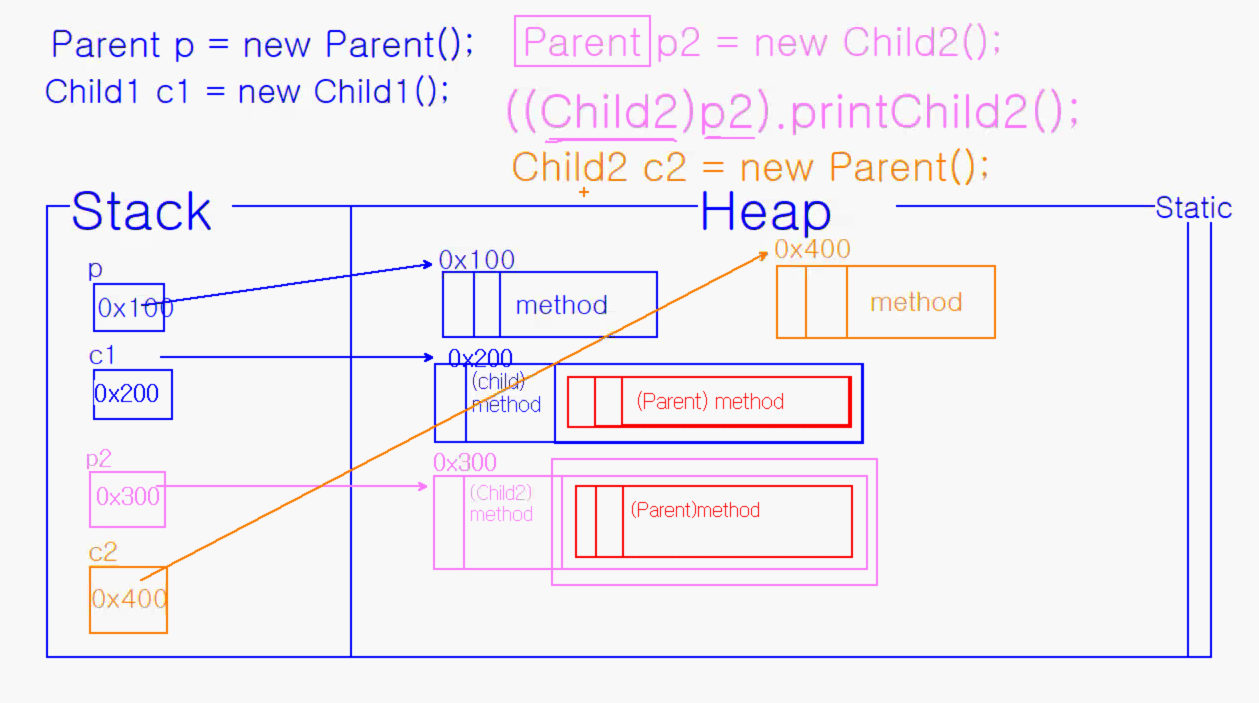 Parent p = new Parent();
Child1 c1 = new Child1();
Parent p2 = new Child2();
((Child2)p2).printChild2();
Child2 c2 = new Parent();
Stack
Heap
Static
p
0x100
0x100
method
0x400
method
c1
0x200
0x200
(child)
method
(Parent) method
p2
0x300
0x300
(Child2)
method
(Parent)method
c2
0x400